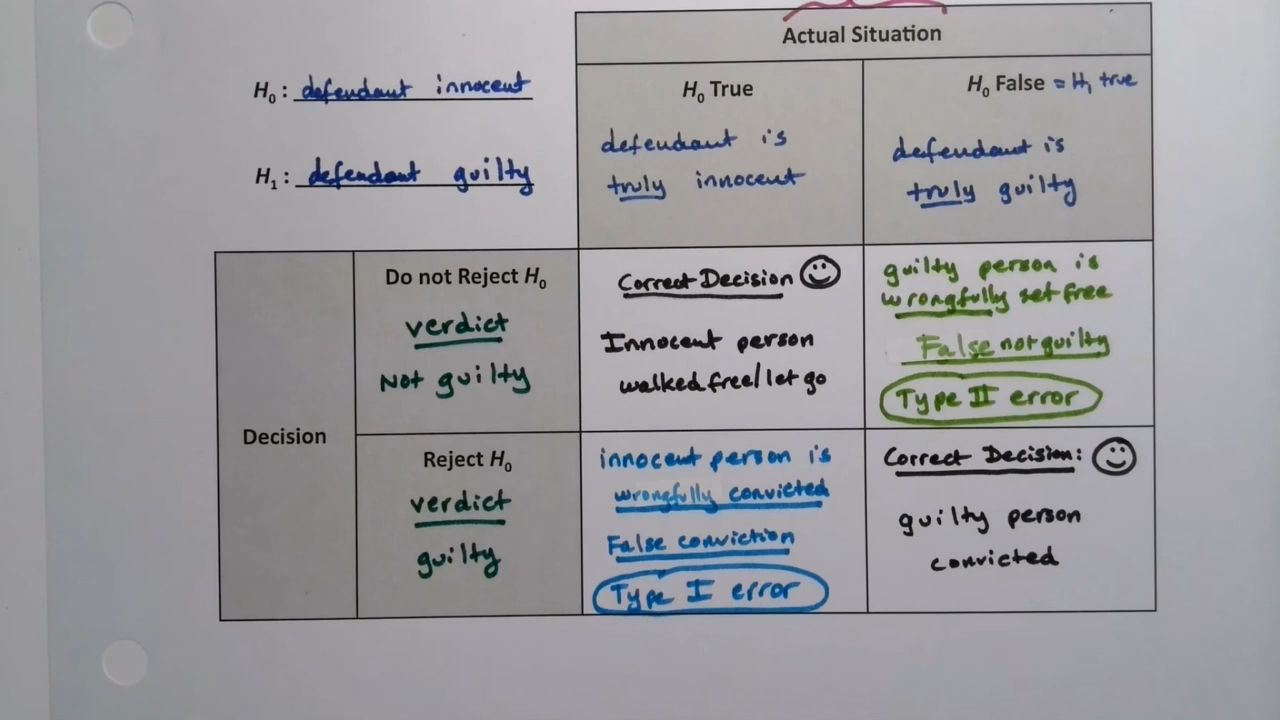 Actual Situation
H₀: defendant innocent
H₁: defendant guilty
H₀ True
defendant is
truly innocent
H₀ False = H₁ true
defendant is
truly guilty
Decision
Do not Reject H₀
verdict
Not guilty
Correct Decision
Innocent person
walked free/let go
guilty person is
wrongfully set free
False not guilty
Type II error
Reject H₀
verdict
guilty
innocent person is
wrongfully convicted
False conviction
Type I error
Correct Decision:
guilty person
convicted